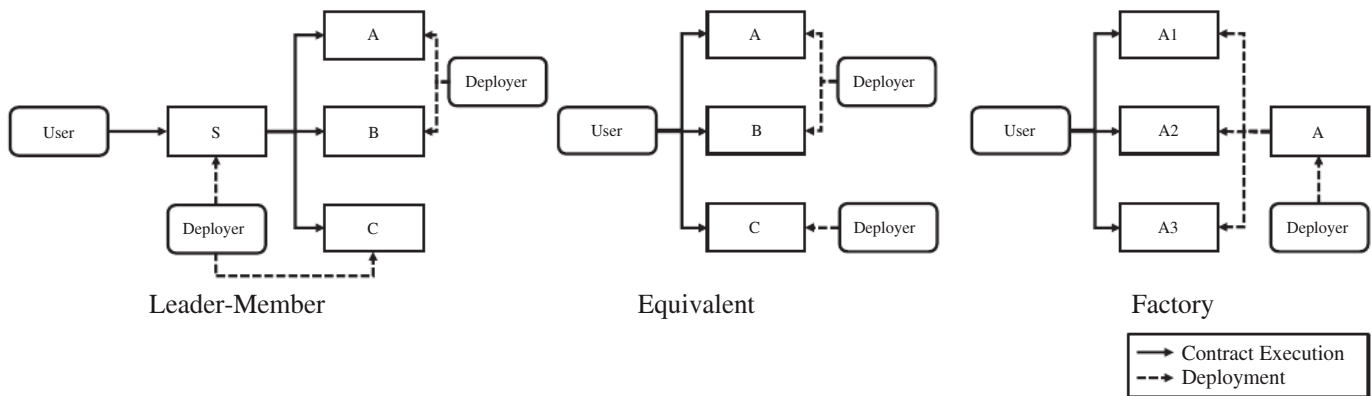 A
Deployer
User
S
B
Deployer
C
Leader-Member
A
Deployer
User
B
C
Deployer
Equivalent
A1
User
A2
A
A3
Deployer
Factory
Contract Execution
Deployment